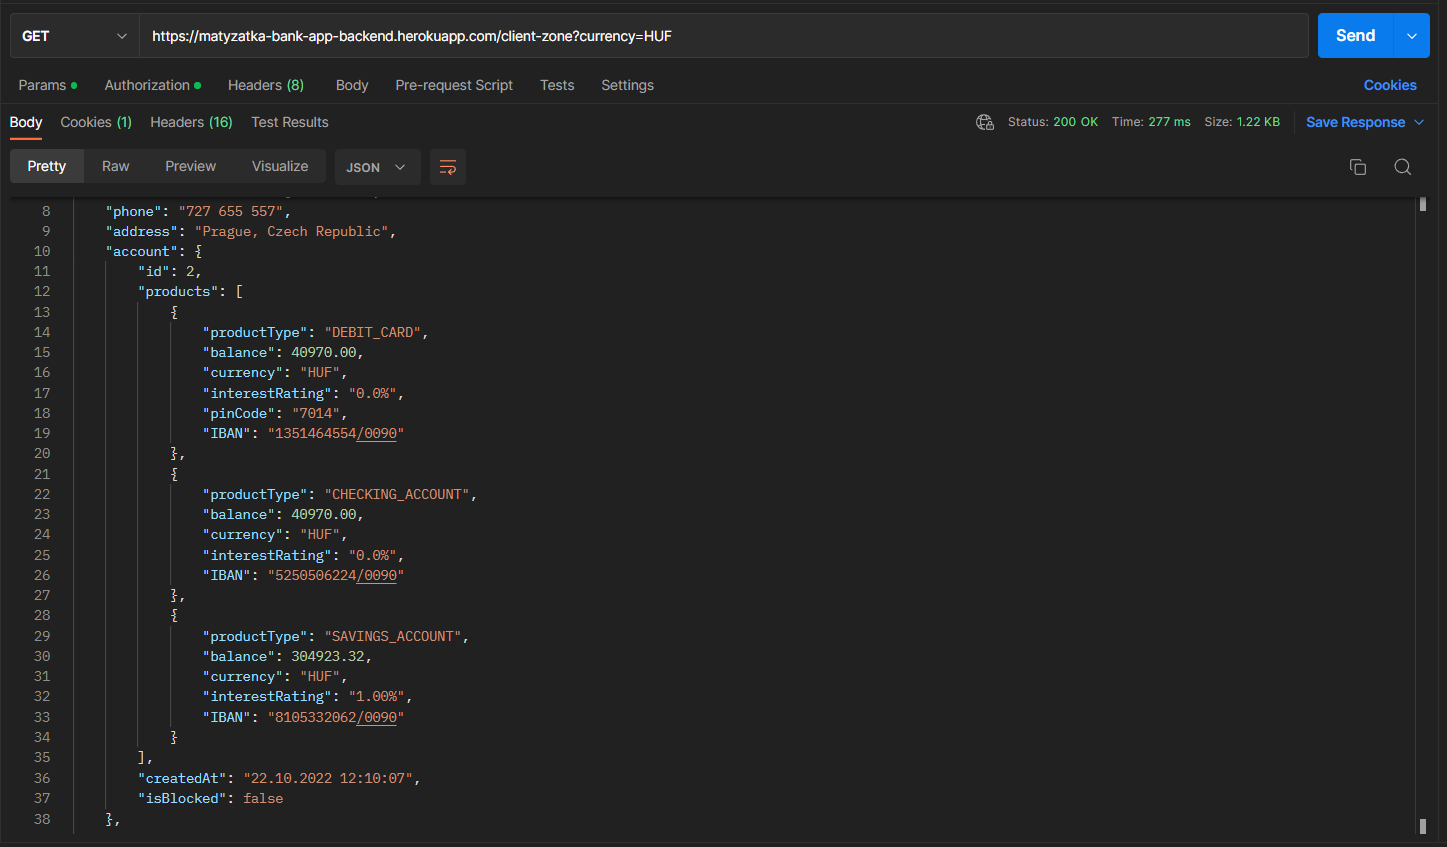 GET https://matyzatka-bank-app-backend.herokuapp.com/client-zone?currency=HUF Send
Params Authorization Headers (8) Body Pre-request Script Tests Settings Cookies
Body Cookies (1) Headers (16) Test Results Status: 200 OK Time: 277 ms Size: 1.22 KB Save Response
Pretty Raw Preview Visualize JSON
8 "phone": "727 655 557",
9 "address": "Prague, Czech Republic",
10 "account": {
11 "id": 2,
12 "products": [
13 {
14 "productType": "DEBIT_CARD",
15 "balance": 40970.00,
16 "currency": "HUF",
17 "interestRating": "0.0%",
18 "pinCode": "7014",
19 "IBAN": "1351464554/0090"
20 },
21 {
22 "productType": "CHECKING_ACCOUNT",
23 "balance": 40970.00,
24 "currency": "HUF",
25 "interestRating": "0.0%",
26 "IBAN": "5250506224/0090"
27 },
28 {
29 "productType": "SAVINGS_ACCOUNT",
30 "balance": 304923.32,
31 "currency": "HUF",
32 "interestRating": "1.00%",
33 "IBAN": "8105332062/0090"
34 }
35 ],
36 "createdAt": "22.10.2022 12:10:07",
37 "isBlocked": false
38 },